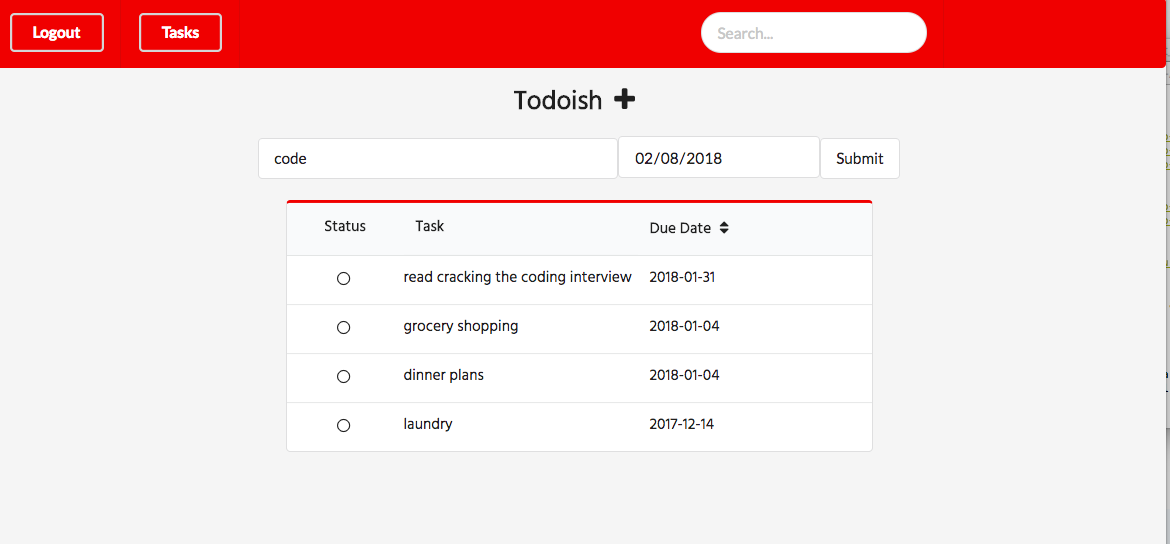 Logout Tasks Search...
Todoish
code 02/08/2018 Submit
Status Task Due Date
read cracking the coding interview 2018-01-31
grocery shopping 2018-01-04
dinner plans 2018-01-04
laundry 2017-12-14